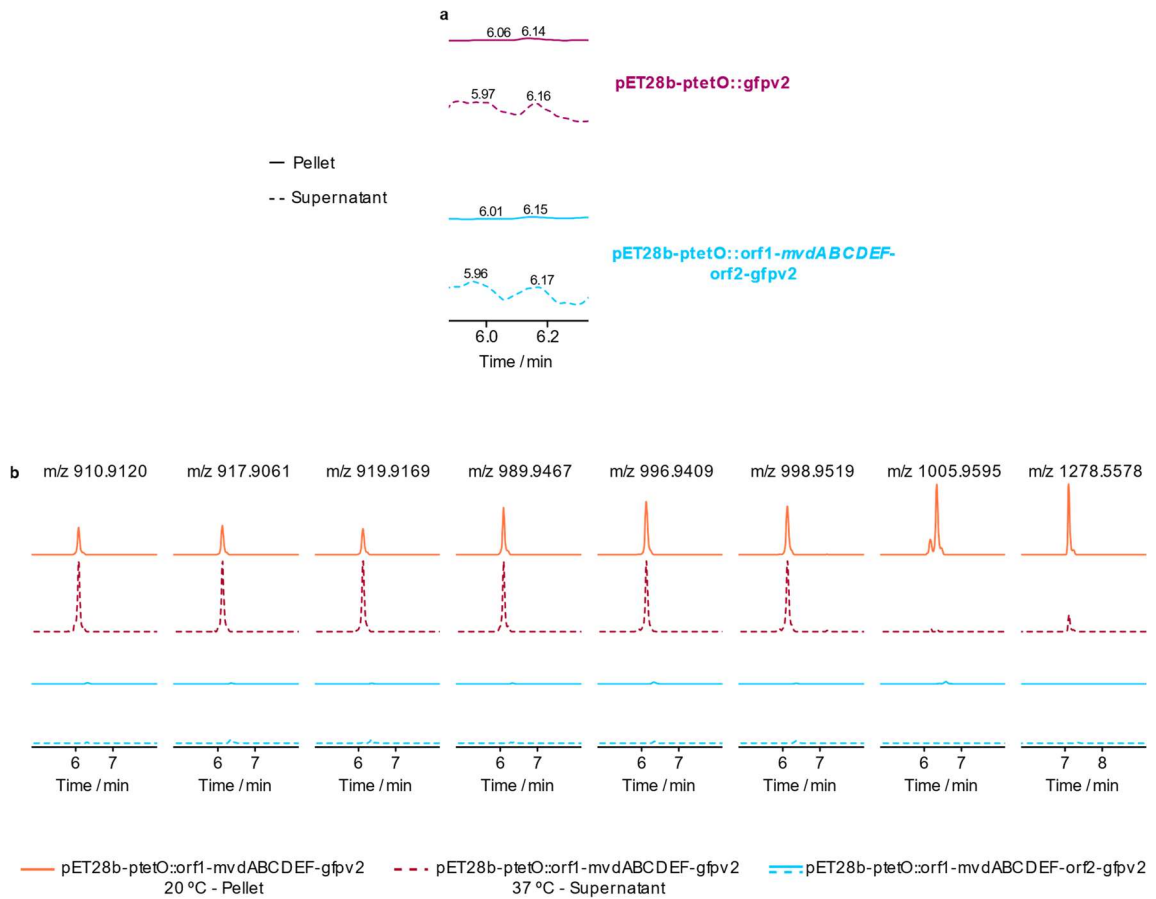 a
6.06 6.14
pET28b-ptetO::gfpv2
5.97 6.16
Pellet
Supernatant
6.01 6.15
pET28b-ptetO::orf1-mvdABCDEF-
orf2-gfpv2
5.96 6.17
6.0 6.2
Time / min
b m/z 910.9120 m/z 917.9061 m/z 919.9169 m/z 989.9467 m/z 996.9409 m/z 998.9519 m/z 1005.9595 m/z 1278.5578
6 7 6 7 6 7 6 7 6 7 6 7 6 7 7 8
Time / min Time / min Time / min Time / min Time / min Time / min Time / min Time / min
pET28b-ptetO::orf1-mvdABCDEF-gfpv2 pET28b-ptetO::orf1-mvdABCDEF-gfpv2 pET28b-ptetO::orf1-mvdABCDEF-orf2-gfpv2
20 ºC - Pellet 37 ºC - Supernatant